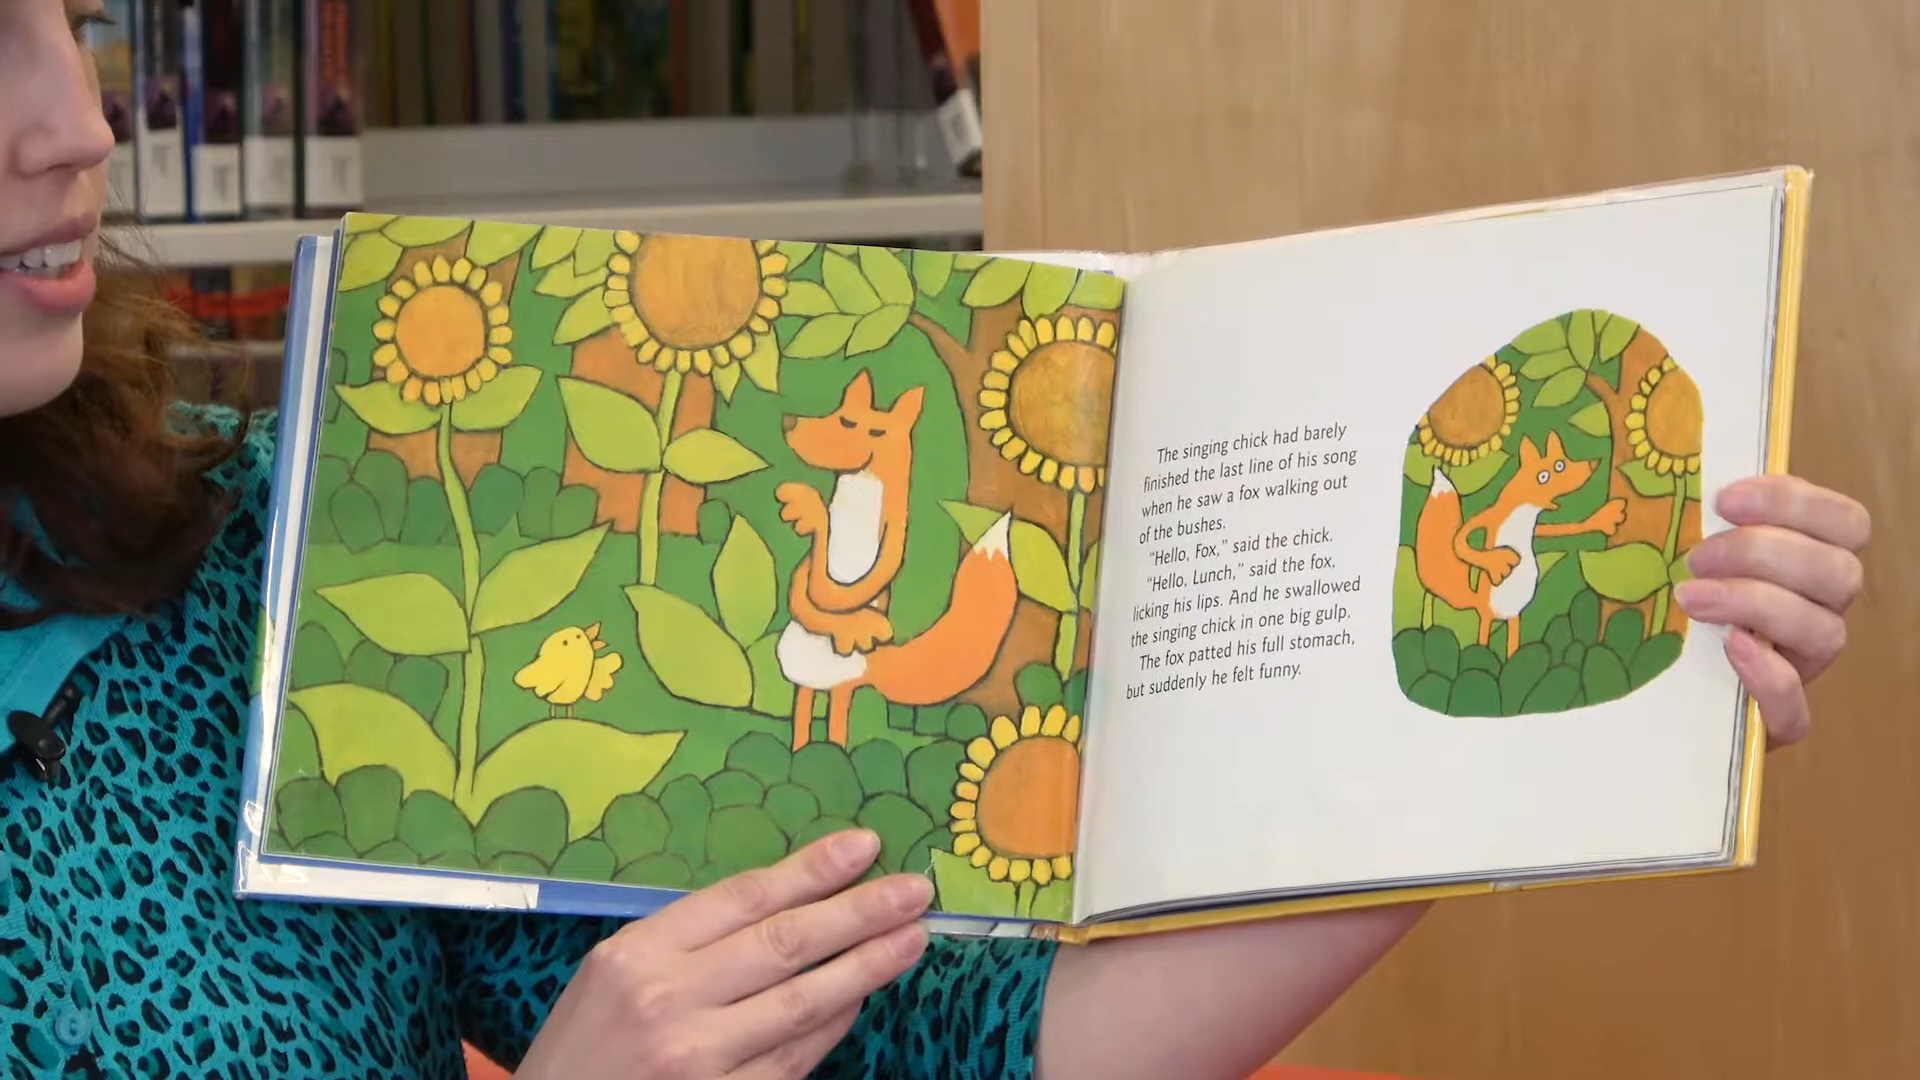 The singing chick had barely
finished the last line of his song
when he saw a fox walking out
of the bushes.
"Hello, Fox," said the chick.
"Hello, Lunch," said the fox,
licking his lips. And he swallowed
the singing chick in one big gulp.
The fox patted his full stomach,
but suddenly he felt funny.